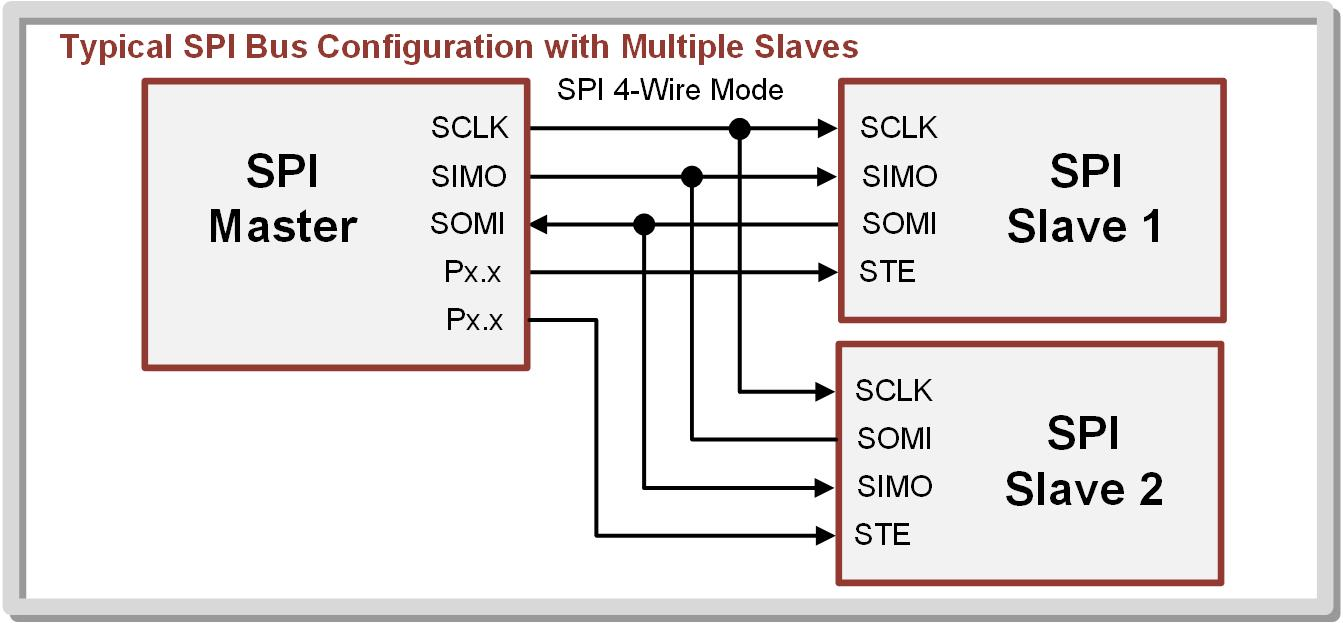 Typical SPI Bus Configuration with Multiple Slaves
SPI 4-Wire Mode
SPI
Master
SCLK
SIMO
SOMI
Px.x
Px.x
SCLK
SIMO
SOMI
STE
SPI
Slave 1
SCLK
SOMI
SIMO
STE
SPI
Slave 2